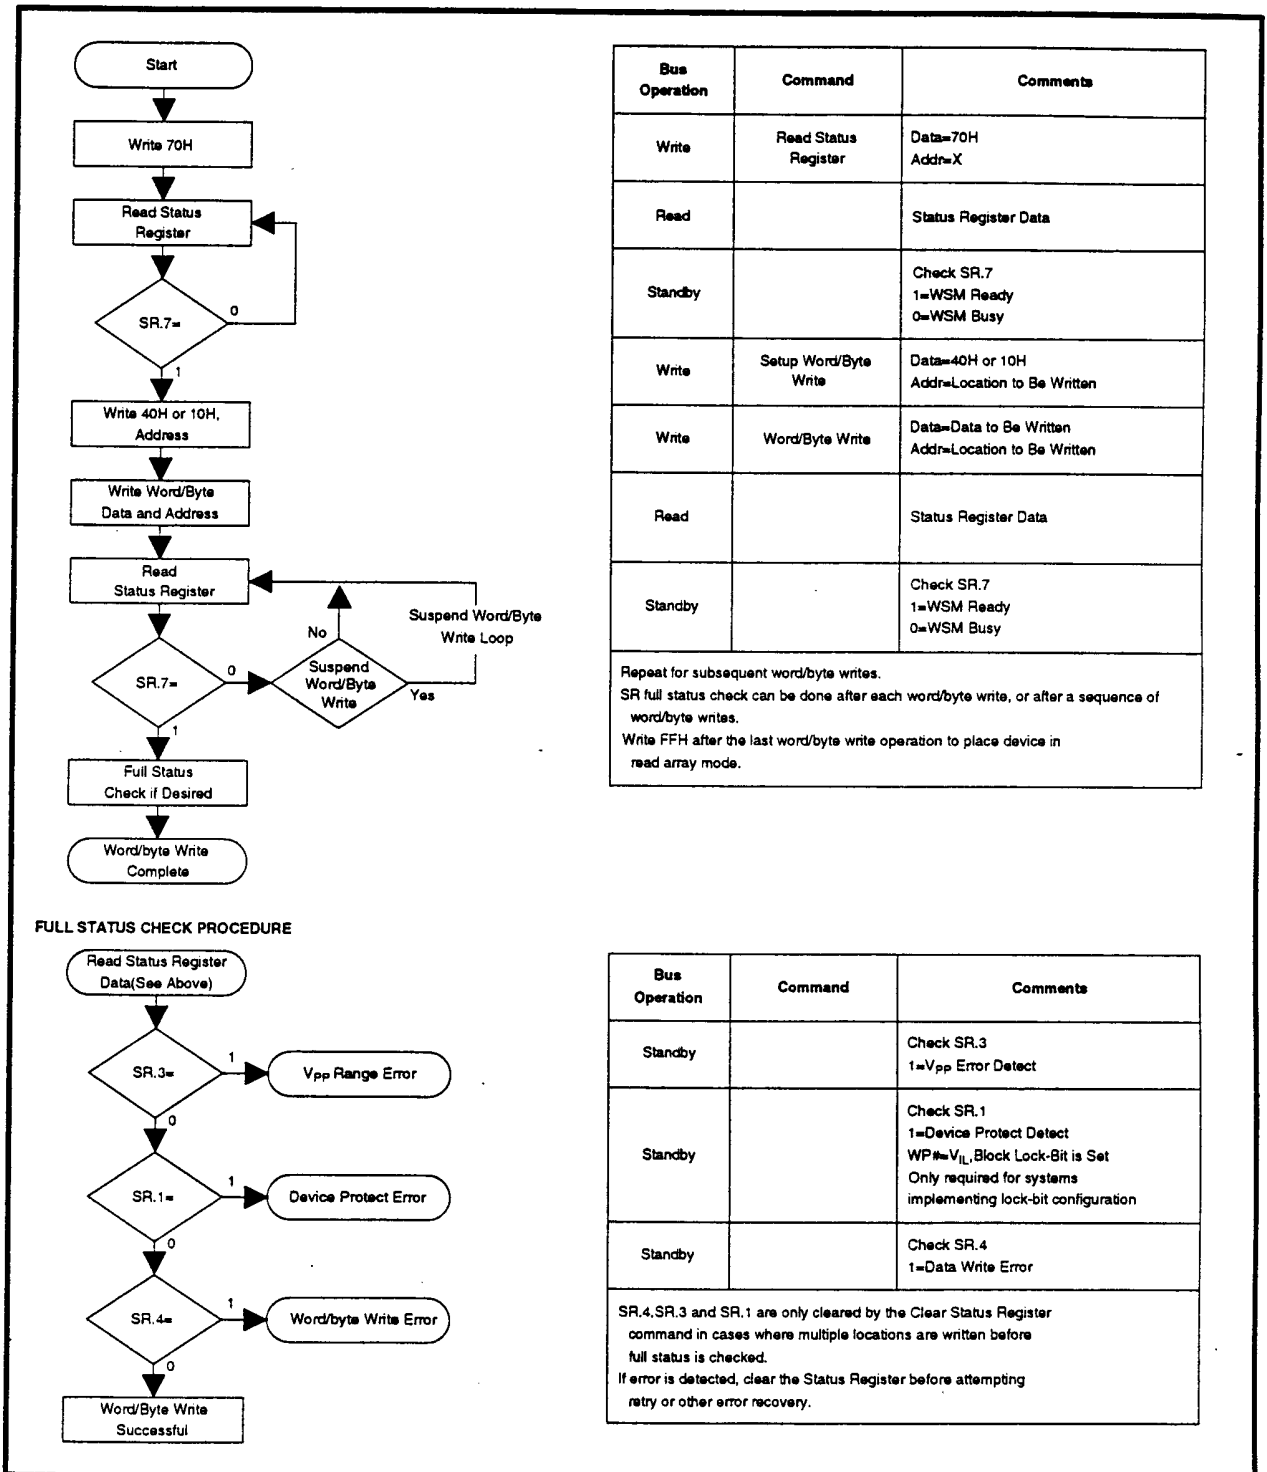 Start
Write 70H
Read Status
Register
SR.7=
0
1
Write 40H or 10H,
Address
Write Word/Byte
Data and Address
Read
Status Register
SR.7=
0
1
No
Suspend
Word/Byte
Write
Yes
Suspend Word/Byte
Write Loop
Full Status
Check if Desired
Word/byte Write
Complete
Bus
Operation
Command
Comments
Write
Read Status
Register
Data=70H
Addr=X
Read
Status Register Data
Standby
Check SR.7
1=WSM Ready
0=WSM Busy
Write
Setup Word/Byte
Write
Data=40H or 10H
Addr=Location to Be Written
Write
Word/Byte Write
Data=Data to Be Written
Addr=Location to Be Written
Read
Status Register Data
Standby
Check SR.7
1=WSM Ready
0=WSM Busy
Repeat for subsequent word/byte writes.
SR full status check can be done after each word/byte write, or after a sequence of
word/byte writes.
Write FFH after the last word/byte write operation to place device in
read array mode.
FULL STATUS CHECK PROCEDURE
Read Status Register
Data(See Above)
SR.3=
1
VPP Range Error
0
SR.1=
1
Device Protect Error
0
SR.4=
1
Word/byte Write Error
0
Word/Byte Write
Successful
Bus
Operation
Command
Comments
Standby
Check SR.3
1=VPP Error Detect
Standby
Check SR.1
1=Device Protect Detect
WP#=VIL,Block Lock-Bit is Set
Only required for systems
implementing lock-bit configuration
Standby
Check SR.4
1=Data Write Error
SR.4,SR.3 and SR.1 are only cleared by the Clear Status Register
command in cases where multiple locations are written before
full status is checked.
If error is detected, clear the Status Register before attempting
retry or other error recovery.